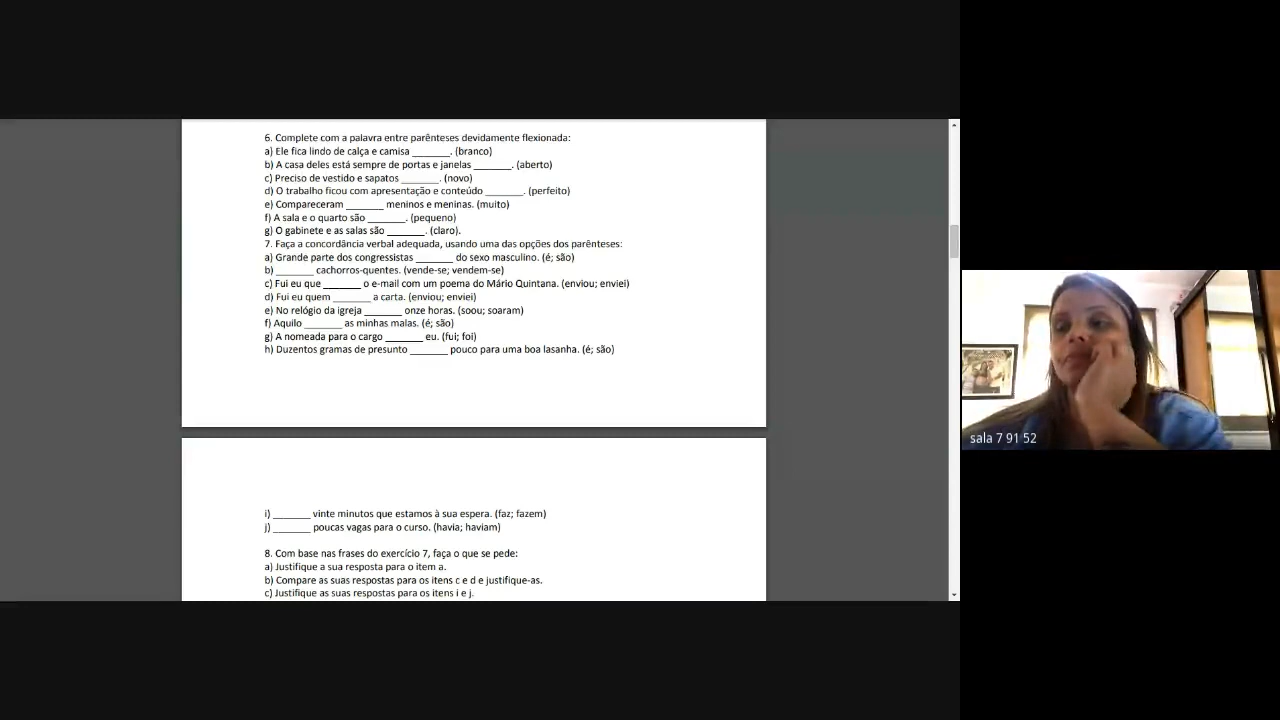 6. Complete com a palavra entre parênteses devidamente flexionada:
a) Ele fica lindo de calça e camisa _______. (branco)
b) A casa deles está sempre de portas e janelas _______. (aberto)
c) Preciso de vestido e sapatos _______. (novo)
d) O trabalho ficou com apresentação e conteúdo _______. (perfeito)
e) Compareceram _______ meninos e meninas. (muito)
f) A sala e o quarto são _______. (pequeno)
g) O gabinete e as salas são _______. (claro).
7. Faça a concordância verbal adequada, usando uma das opções dos parênteses:
a) Grande parte dos congressistas _______ do sexo masculino. (é; são)
b) _______ cachorros-quentes. (vende-se; vendem-se)
c) Fui eu que _______ o e-mail com um poema do Mário Quintana. (enviou; enviei)
d) Fui eu quem _______ a carta. (enviou; enviei)
e) No relógio da igreja _______ onze horas. (soou; soaram)
f) Aquilo _______ as minhas malas. (é; são)
g) A nomeada para o cargo _______ eu. (fui; foi)
h) Duzentos gramas de presunto _______ pouco para uma boa lasanha. (é; são)
i) _______ vinte minutos que estamos à sua espera. (faz; fazem)
j) _______ poucas vagas para o curso. (havia; haviam)
8. Com base nas frases do exercício 7, faça o que se pede:
a) Justifique a sua resposta para o item a.
b) Compare as suas respostas para os itens c e d e justifique-as.
c) Justifique as suas respostas para os itens i e j.
sala 7 91 52